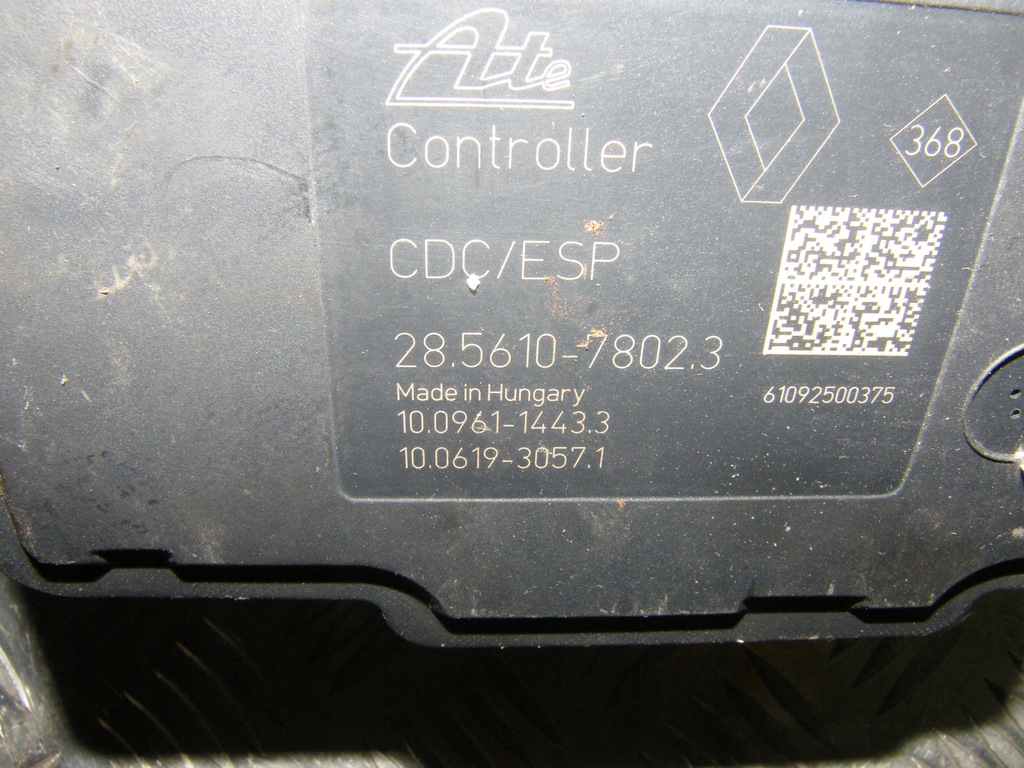 Ate
368
Controller
CDC/ESP
28.5610-7802.3
Made in Hungary
61092500375
10.0961-1443.3
10.0619-3057.1